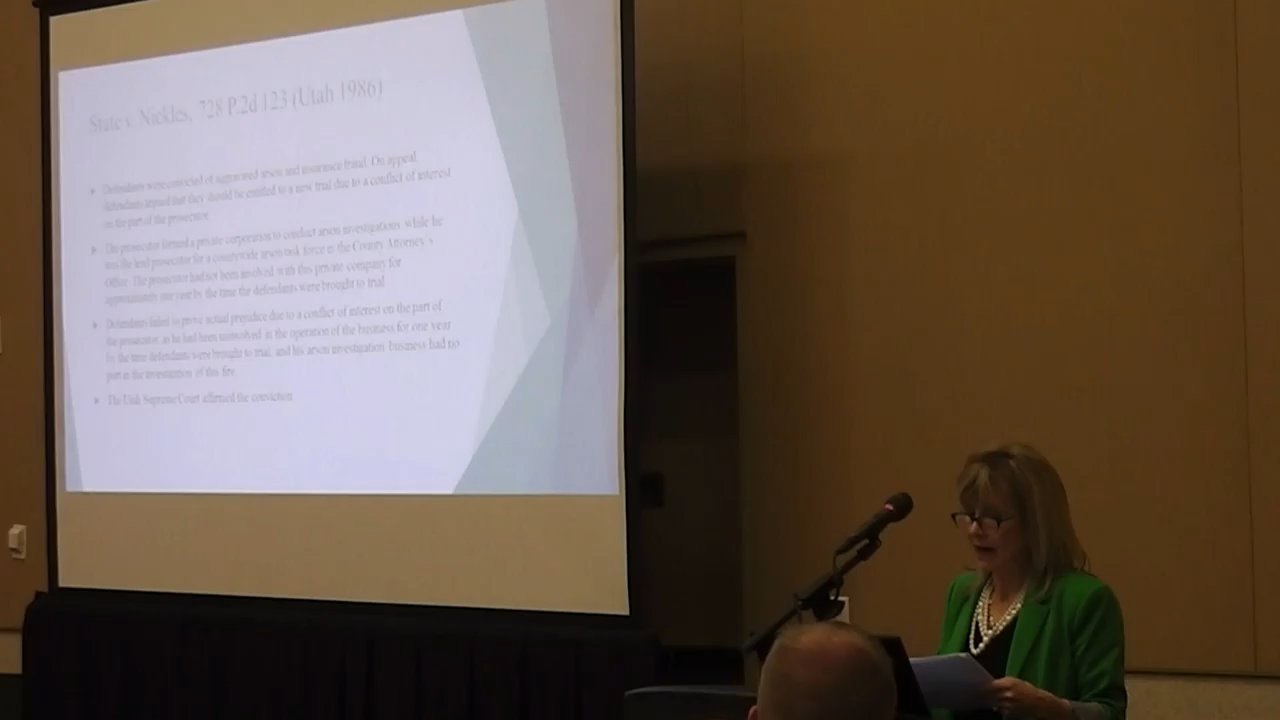 State v. Nickles, 728 P.2d 123 (Utah 1986)
Defendants were convicted of aggravated arson and insurance fraud. On appeal,
defendants argued that they should be entitled to a new trial due to a conflict of interest
on the part of the prosecutor.
The prosecutor formed a private corporation to conduct arson investigations, while he
was the lead prosecutor for a countywide arson task force in the County Attorney's
Office. The prosecutor had not been involved with this private company for
approximately one year by the time the defendants were brought to trial.
Defendants failed to prove actual prejudice due to a conflict of interest on the part of
the prosecutor, as he had been uninvolved in the operation of the business for one year
by the time defendants were brought to trial, and his arson investigation business had no
part in the investigation of this fire.
The Utah Supreme Court affirmed the conviction.